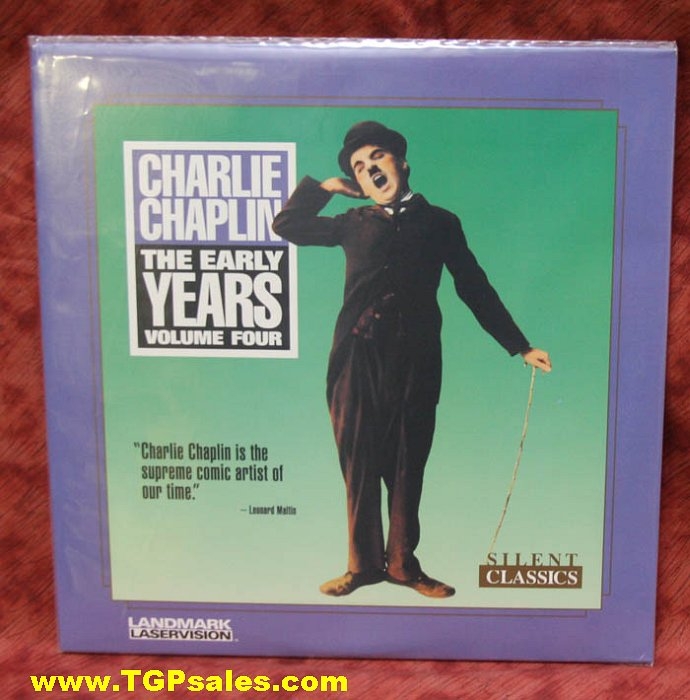 CHARLIE
CHAPLIN
THE EARLY
YEARS
VOLUME FOUR
"Charlie Chaplin is the
supreme comic artist of
our time."
– Leonard Maltin
SILENT
CLASSICS
LANDMARK
LASERVISION
www.TGPsales.com